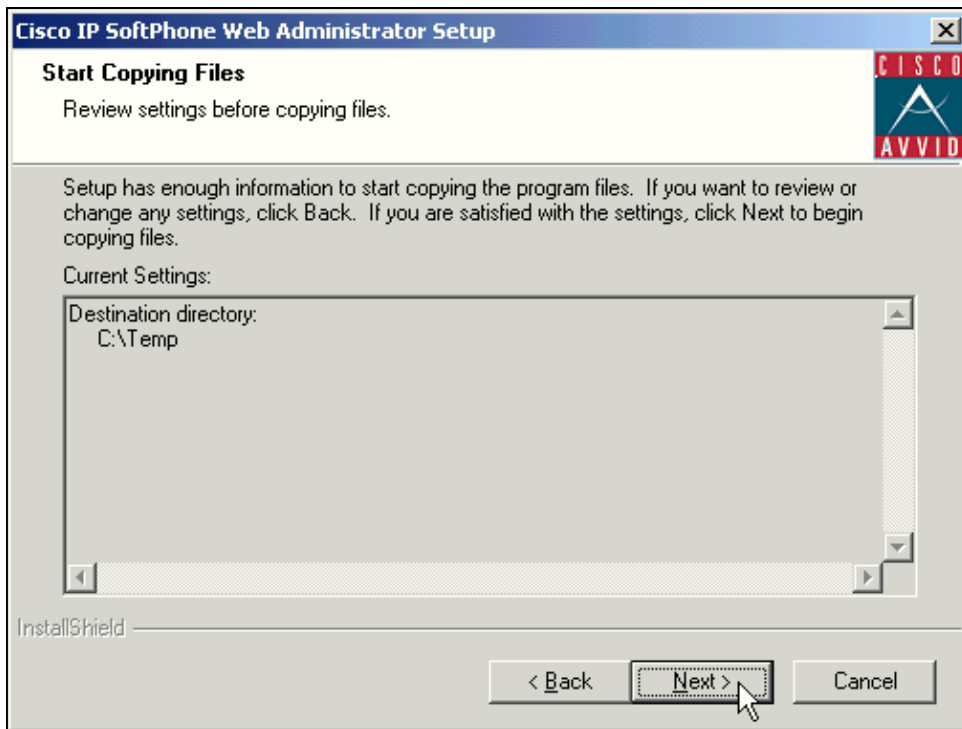 Cisco IP SoftPhone Web Administrator Setup
Start Copying Files
Review settings before copying files.
CISCO
AVVID
Setup has enough information to start copying the program files. If you want to review or
change any settings, click Back. If you are satisfied with the settings, click Next to begin
copying files.
Current Settings:
Destination directory:
C:\Temp
InstallShield
< Back
Next >
Cancel